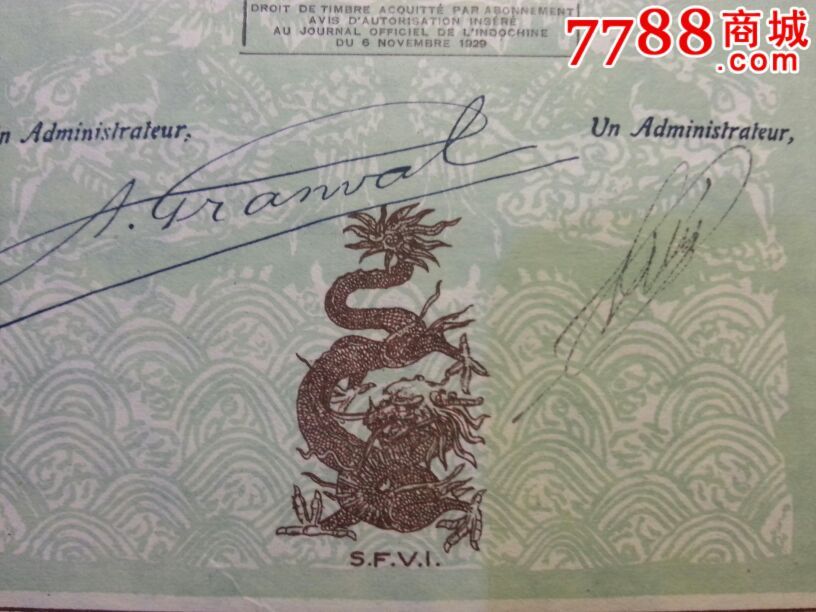 DROIT DE TIMBRE ACQUITTÉ PAR ABONNEMENT
AVIS D'AUTORISATION INSÉRÉ
AU JOURNAL OFFICIEL DE L'INDOCHINE
DU 6 NOVEMBRE 1929
7788商城
.com
n Administrateur,
Un Administrateur,
A. Granval
S.F.V.I.